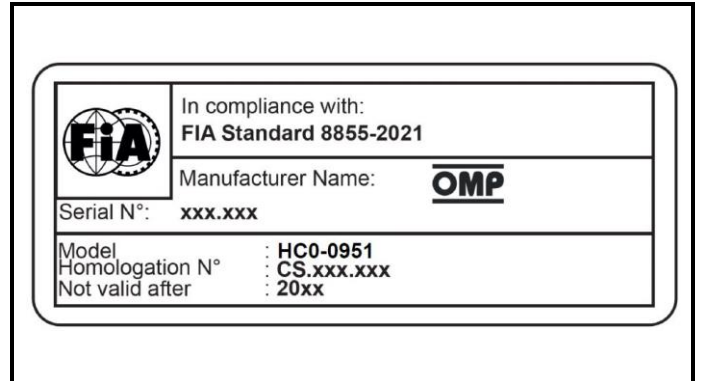 FiA
In compliance with:
FIA Standard 8855-2021
Manufacturer Name: OMP
Serial N°: xxx.xxx
Model : HC0-0951
Homologation N° : CS.xxx.xxx
Not valid after : 20xx